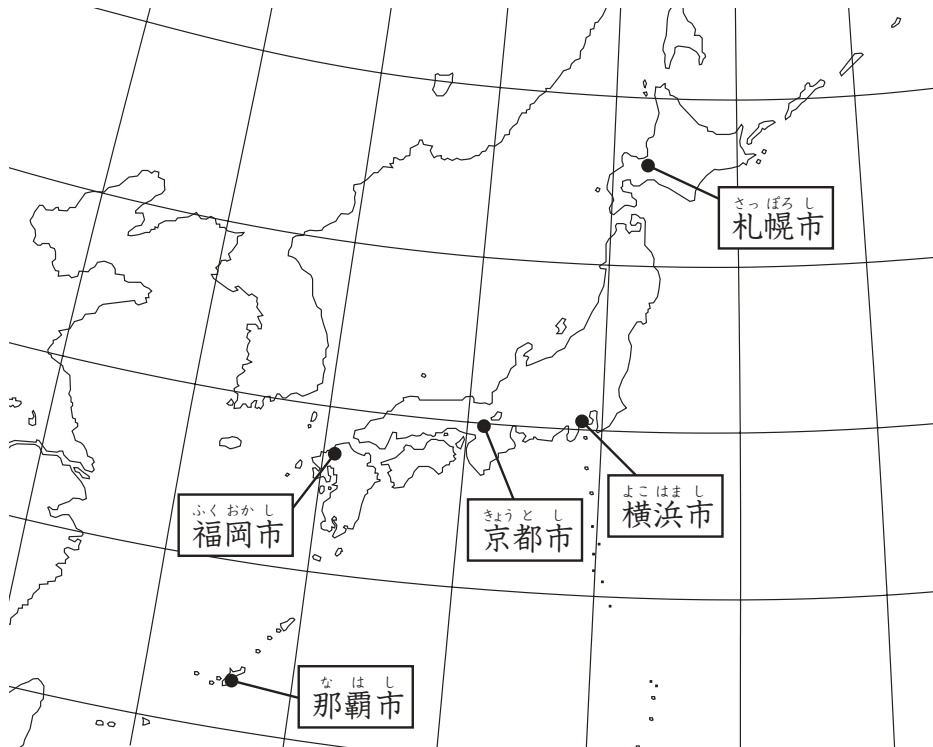 さっ ぽろ し
札幌市
よこ はま し
横浜市
きょう と し
京都市
ふく おか し
福岡市
な は し
那覇市